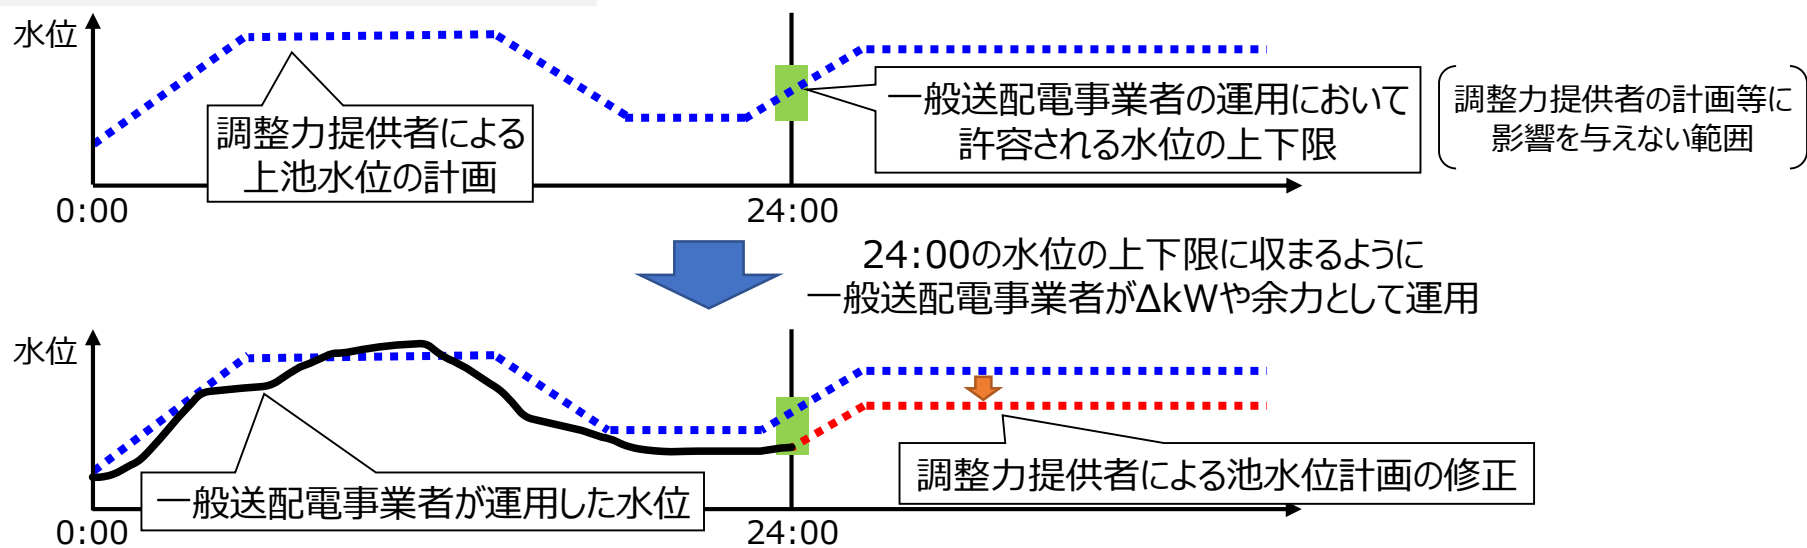 水位
調整力提供者による
上池水位の計画
一般送配電事業者の運用において
許容される水位の上下限
調整力提供者の計画等に
影響を与えない範囲
0:00
24:00
24:00の水位の上下限に収まるように
一般送配電事業者がΔkWや余力として運用
水位
一般送配電事業者が運用した水位
調整力提供者による池水位計画の修正
0:00
24:00